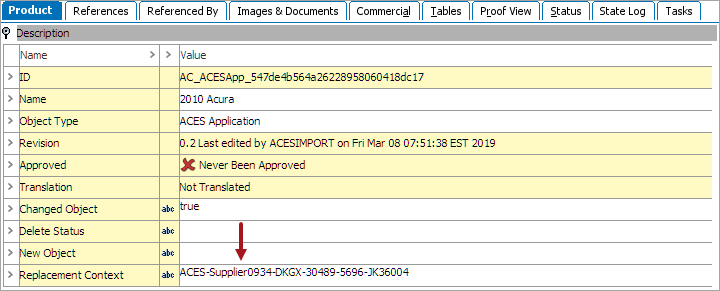 Product References Referenced By Images & Documents Commercial Tables Proof View Status State Log Tasks
Description
Name > > Value
> ID AC_ACESApp_547de4b564a26228958060418dc17
> Name 2010 Acura
> Object Type ACES Application
> Revision 0.2 Last edited by ACESIMPORT on Fri Mar 08 07:51:38 EST 2019
> Approved Never Been Approved
> Translation Not Translated
> Changed Object abc true
> Delete Status abc
> New Object abc
> Replacement Context abc ACES-Supplier0934-DKGX-30489-5696-JK36004